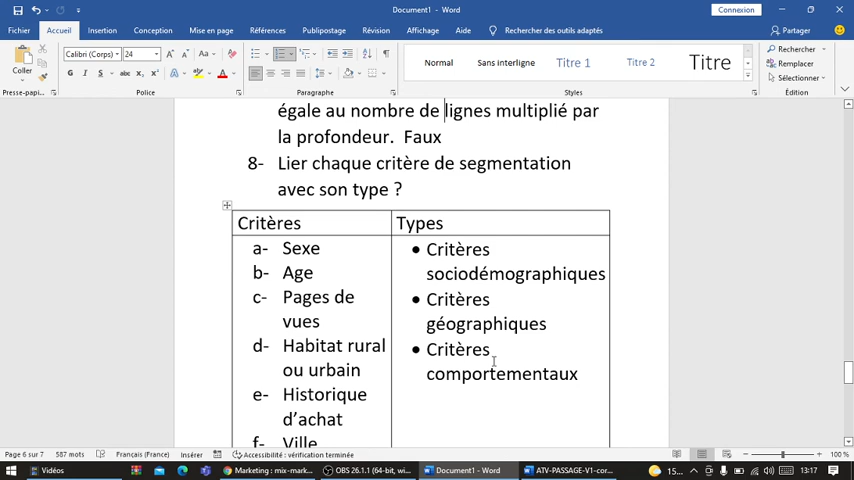 Document1 - Word
Connexion
Fichier Accueil Insertion Conception Mise en page Références Publipostage Révision Affichage Aide Rechercher des outils adaptés Partager
Coller
Calibri (Corps) 24
Normal Sans interligne Titre 1 Titre 2 Titre
Rechercher
Remplacer
Sélectionner
Presse-papiers Police Paragraphe Styles Édition
égale au nombre de lignes multiplié par
la profondeur. Faux
8- Lier chaque critère de segmentation
avec son type ?
Critères Types
a- Sexe
b- Age
c- Pages de
vues
d- Habitat rural
ou urbain
e- Historique
d’achat
f- Ville
• Critères
sociodémographiques
• Critères
géographiques
• Critères
comportementaux
Page 6 sur 7 587 mots Français (France) Insérer Accessibilité : vérification terminée 100 %
Vidéos Marketing : mix-mark... OBS 26.1.1 (64-bit, wi... Document1 - Word ATV-PASSAGE-V1-cor... 15... 13:17